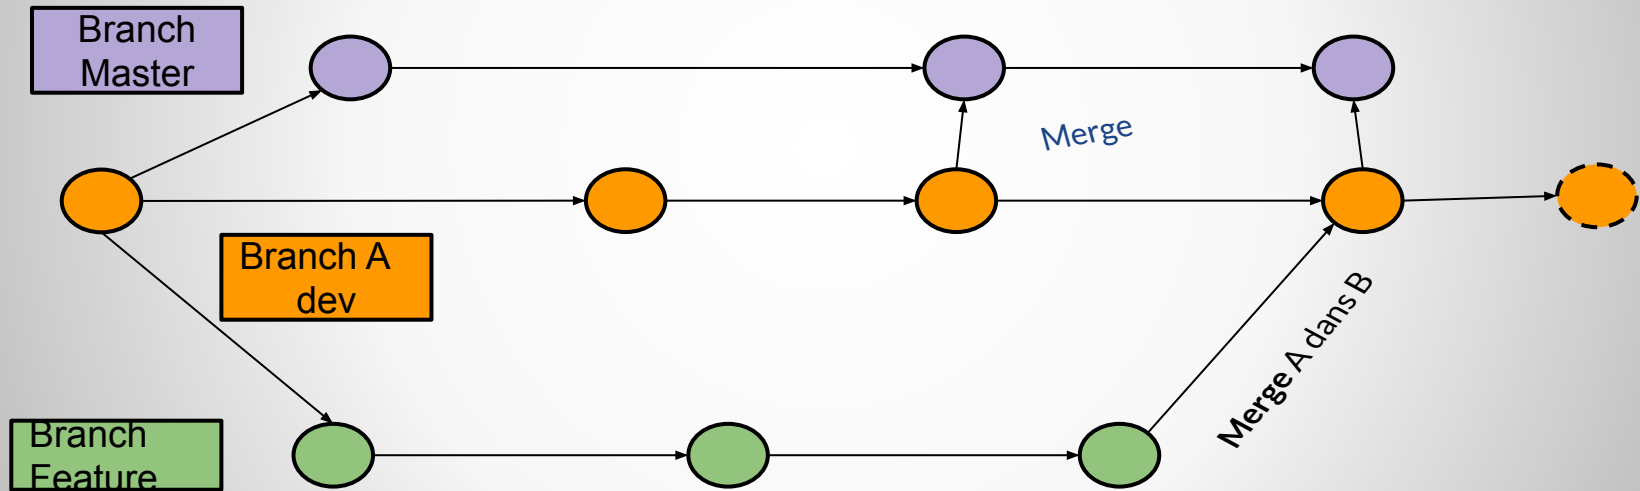 Branch
Master
Merge
Branch A
dev
Merge A dans B
Branch
Feature